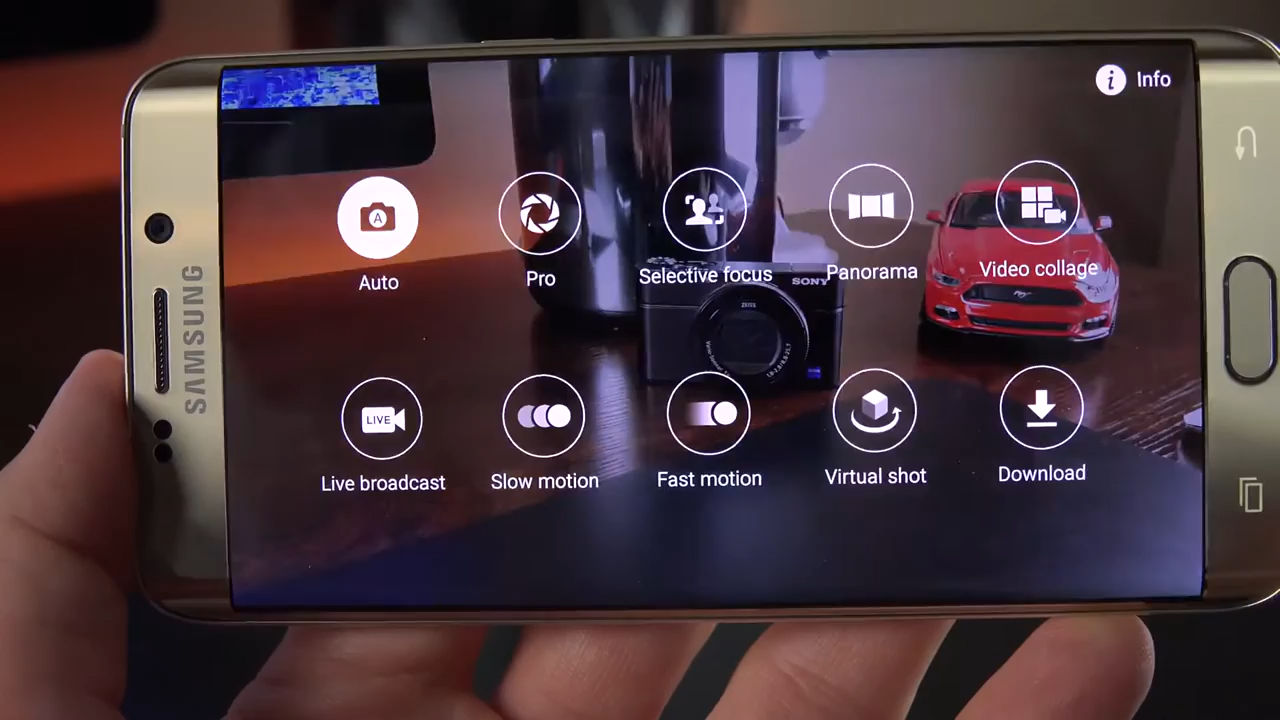 Info
A
Auto
Pro
Selective focus
Panorama
Video collage
SONY
ZEISS
SAMSUNG
LIVE
Live broadcast
Slow motion
Fast motion
Virtual shot
Download